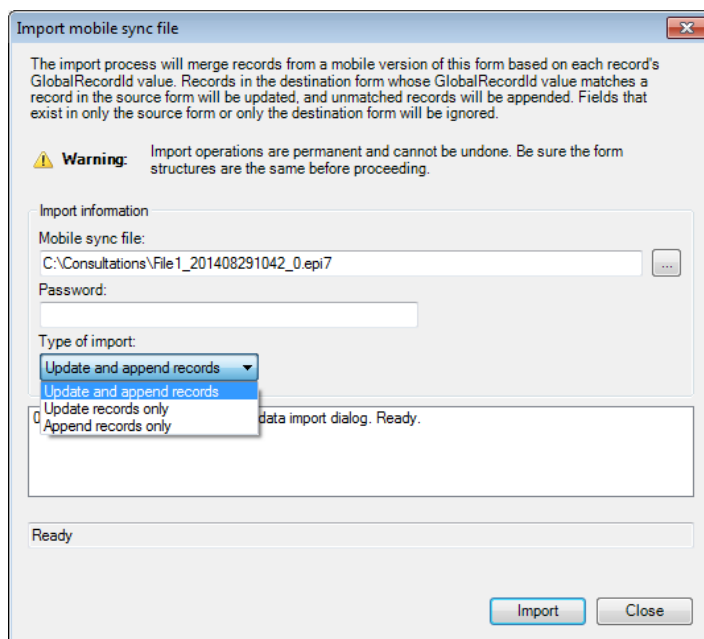 Import mobile sync file
The import process will merge records from a mobile version of this form based on each record's
GlobalRecordId value. Records in the destination form whose GlobalRecordId value matches a
record in the source form will be updated, and unmatched records will be appended. Fields that
exist in only the source form or only the destination form will be ignored.
Warning: Import operations are permanent and cannot be undone. Be sure the form
structures are the same before proceeding.
Import information
Mobile sync file:
C:\Consultations\File1_201408291042_0.epi7
...
Password:
Type of import:
Update and append records
Update and append records
Update records only
data import dialog. Ready.
Append records only
Ready
Import Close